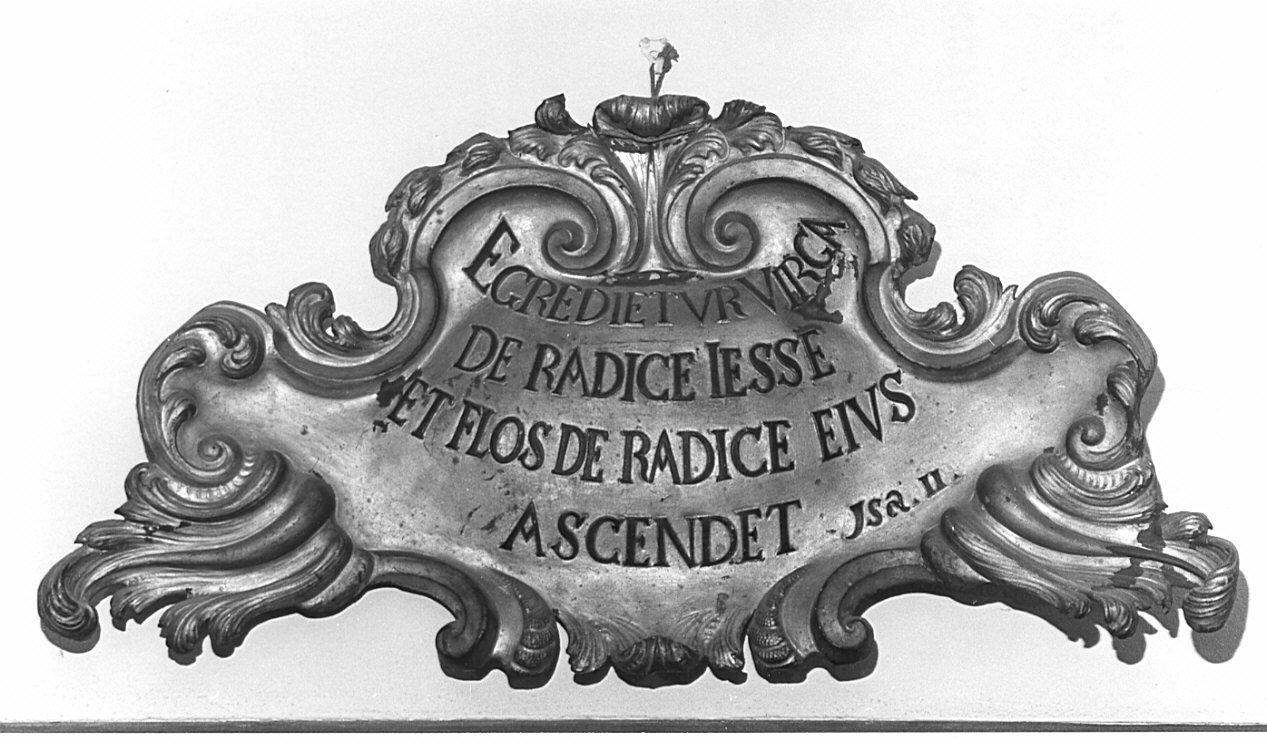 EGREDIETVR VIRGA
DE RADICE IESSE
ET FLOS DE RADICE EIVS
ASCENDET Jsa. II.